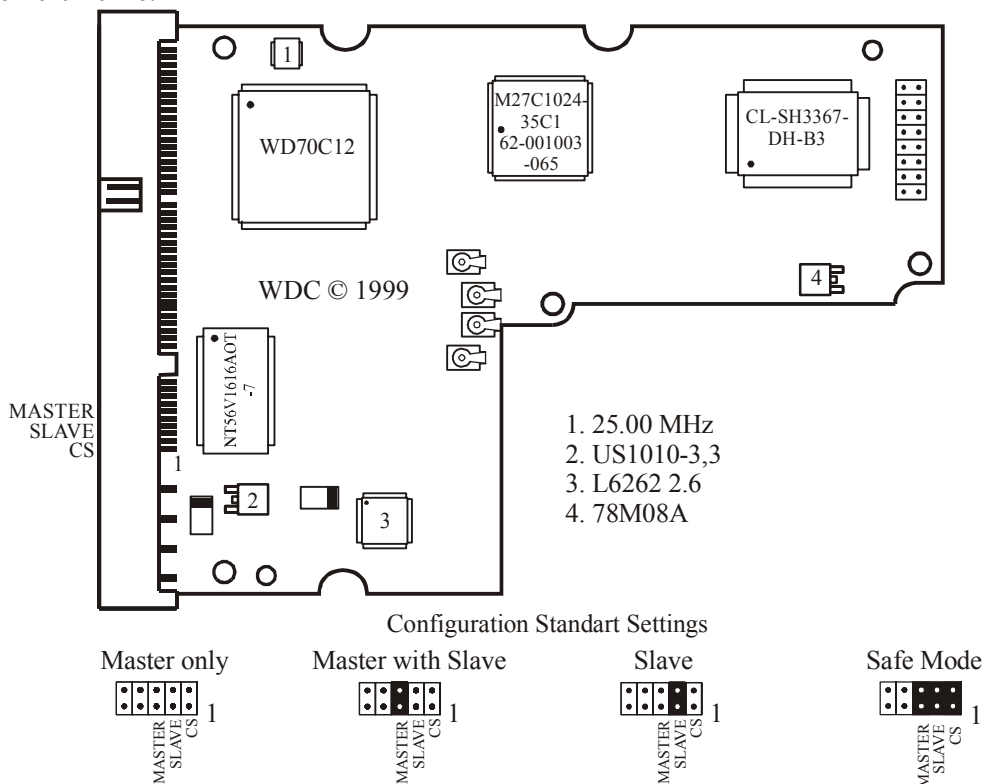 1
WD70C12
M27C1024-
35C1
62-001003
-065
CL-SH3367-
DH-B3
WDC © 1999
4
NT56V1616AOT
-7
MASTER
SLAVE
CS
1
2
3
1. 25.00 MHz
2. US1010-3,3
3. L6262 2.6
4. 78M08A
Configuration Standart Settings
Master only
1
MASTER
SLAVE
CS
Master with Slave
1
MASTER
SLAVE
CS
Slave
1
MASTER
SLAVE
CS
Safe Mode
1
MASTER
SLAVE
CS